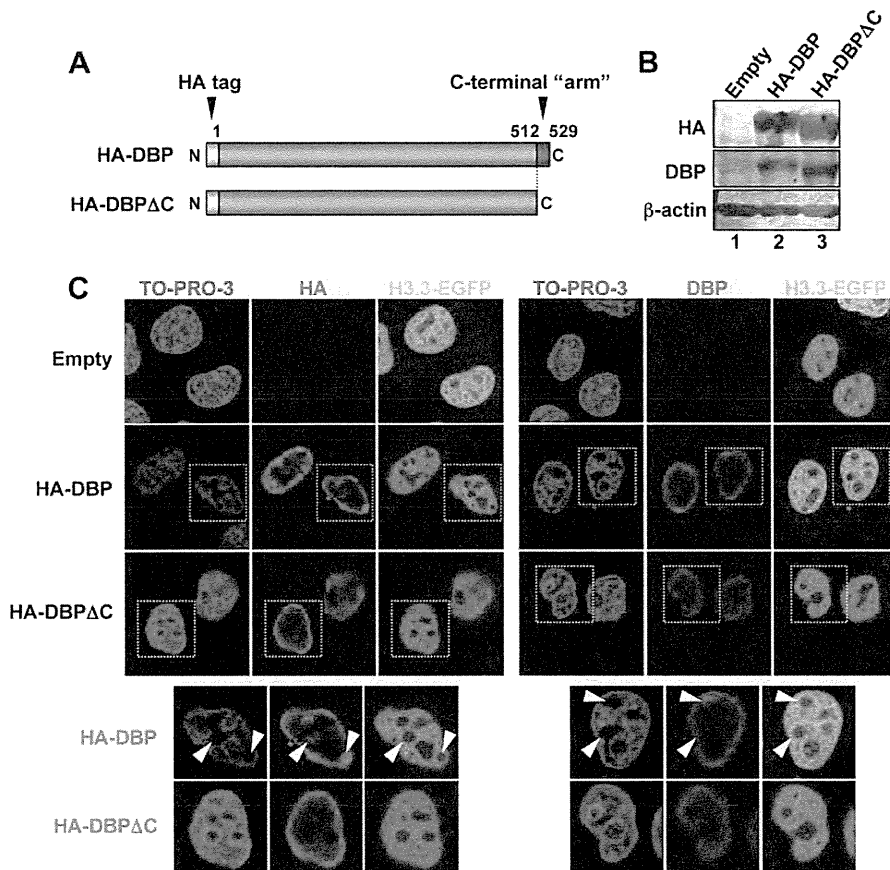 A
HA tag
C-terminal "arm"
1
512 529
HA-DBP N C
HA-DBPΔC N C
B
Empty
HA-DBP
HA-DBPΔC
HA
DBP
β-actin
1 2 3
C
TO-PRO-3 HA H3.3-EGFP TO-PRO-3 DBP H3.3-EGFP
Empty
HA-DBP
HA-DBPΔC
HA-DBP
HA-DBPΔC